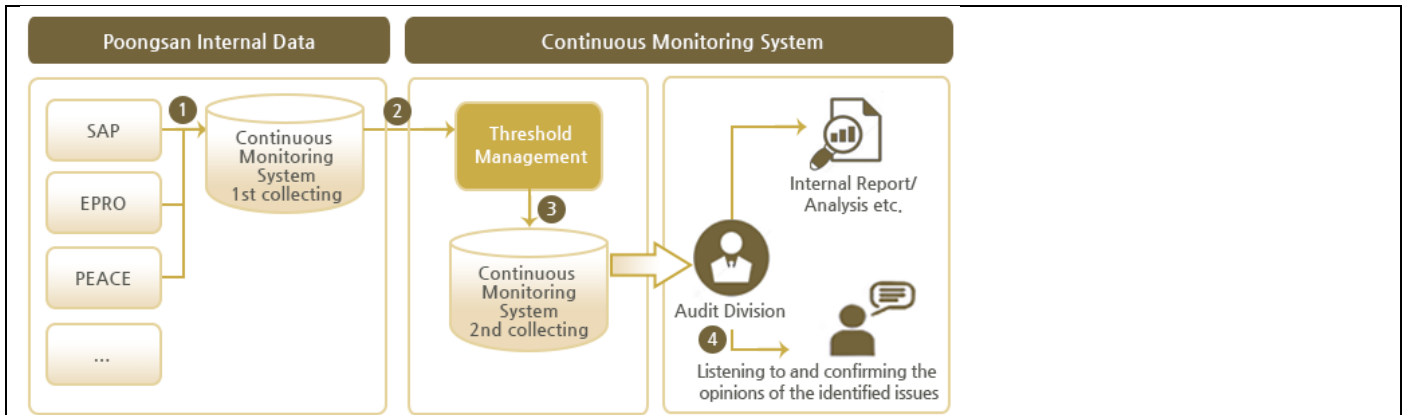 Poongsan Internal Data
Continuous Monitoring System
SAP
EPRO
PEACE
...
1
Continuous
Monitoring
System
1st collecting
2
Threshold
Management
3
Continuous
Monitoring
System
2nd collecting
Internal Report/
Analysis etc.
Audit Division
4
Listening to and confirming the
opinions of the identified issues